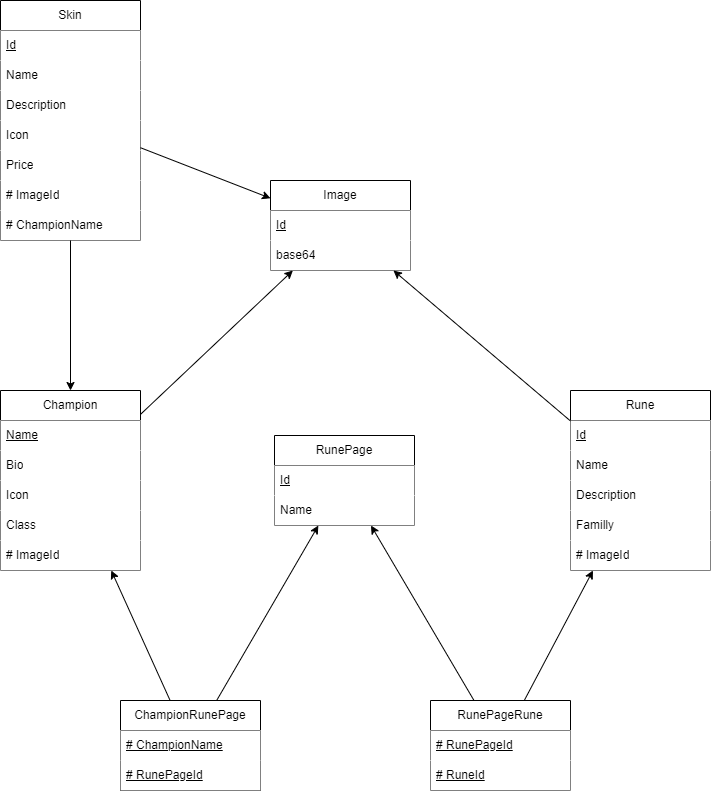 Skin
Id
Name
Description
Icon
Price
# ImageId
# ChampionName
Image
Id
base64
Champion
Name
Bio
Icon
Class
# ImageId
RunePage
Id
Name
Rune
Id
Name
Description
Familly
# ImageId
ChampionRunePage
# ChampionName
# RunePageId
RunePageRune
# RunePageId
# RuneId